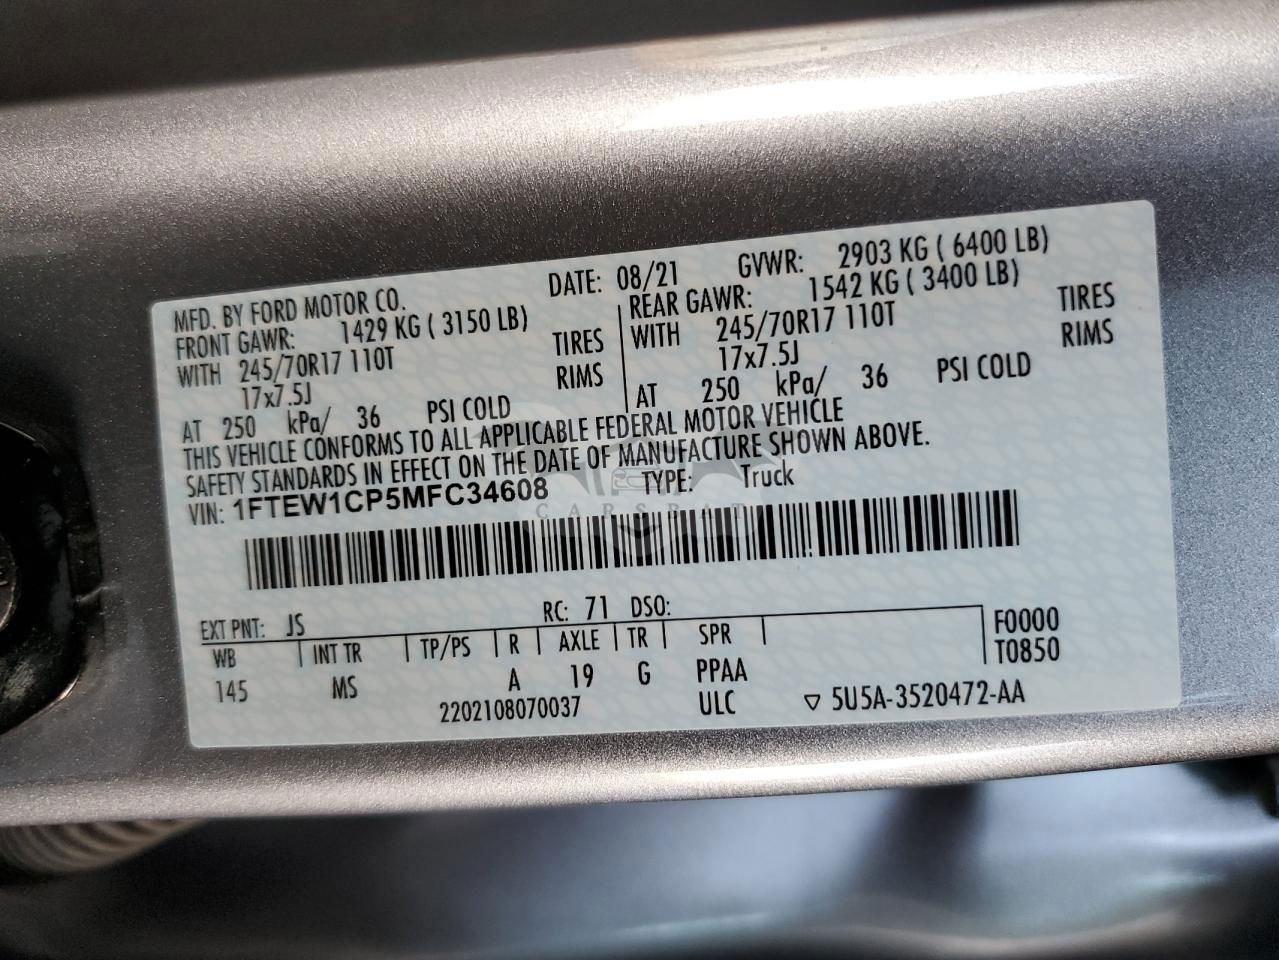 MFD. BY FORD MOTOR CO. DATE: 08/21 GVWR: 2903 KG ( 6400 LB)
FRONT GAWR: 1429 KG ( 3150 LB) REAR GAWR: 1542 KG ( 3400 LB)
WITH 245/70R17 110T TIRES WITH 245/70R17 110T TIRES
17x7.5J RIMS 17x7.5J RIMS
AT 250 kPa/ 36 PSI COLD AT 250 kPa/ 36 PSI COLD
THIS VEHICLE CONFORMS TO ALL APPLICABLE FEDERAL MOTOR VEHICLE
SAFETY STANDARDS IN EFFECT ON THE DATE OF MANUFACTURE SHOWN ABOVE.
VIN: 1FTEW1CP5MFC34608 TYPE: Truck
CARSBAT
EXT PNT: JS RC: 71 DSO:
WB INT TR TP/PS R AXLE TR SPR F0000
145 MS A 19 G PPAA T0850
2202108070037 ULC ▽ 5U5A-3520472-AA